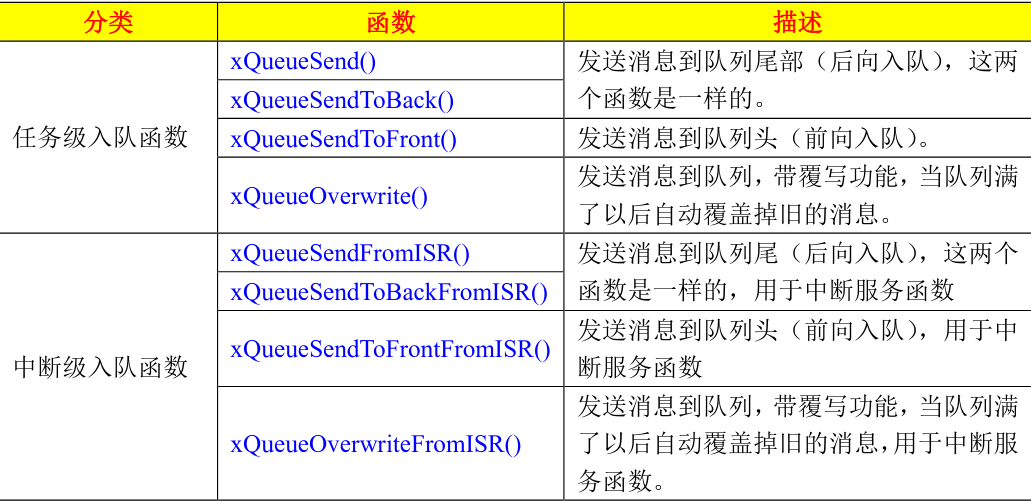 分类 函数 描述
任务级入队函数
xQueueSend()
xQueueSendToBack()
发送消息到队列尾部（后向入队），这两
个函数是一样的。
xQueueSendToFront()
发送消息到队列头（前向入队）。
xQueueOverwrite()
发送消息到队列，带覆写功能，当队列满
了以后自动覆盖掉旧的消息。
中断级入队函数
xQueueSendFromISR()
xQueueSendToBackFromISR()
发送消息到队列尾（后向入队），这两个
函数是一样的，用于中断服务函数
xQueueSendToFrontFromISR()
发送消息到队列头（前向入队），用于中
断服务函数
xQueueOverwriteFromISR()
发送消息到队列，带覆写功能，当队列满
了以后自动覆盖掉旧的消息，用于中断服
务函数。